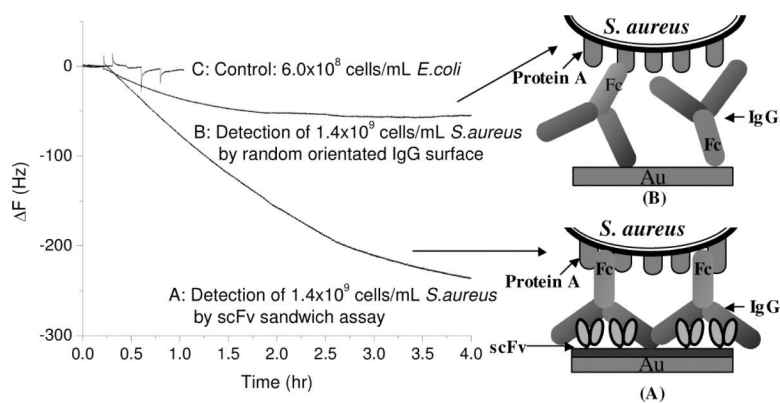 0
-100
-200
-300
ΔF (Hz)
0.0 0.5 1.0 1.5 2.0 2.5 3.0 3.5 4.0
Time (hr)
C: Control: 6.0x10⁸ cells/mL E.coli
B: Detection of 1.4x10⁹ cells/mL S.aureus
by random orientated IgG surface
A: Detection of 1.4x10⁹ cells/mL S.aureus
by scFv sandwich assay
S. aureus
Protein A
Fc
IgG
Fc
Au
(B)
S. aureus
Protein A
Fc
Fc
IgG
scFv
Au
(A)